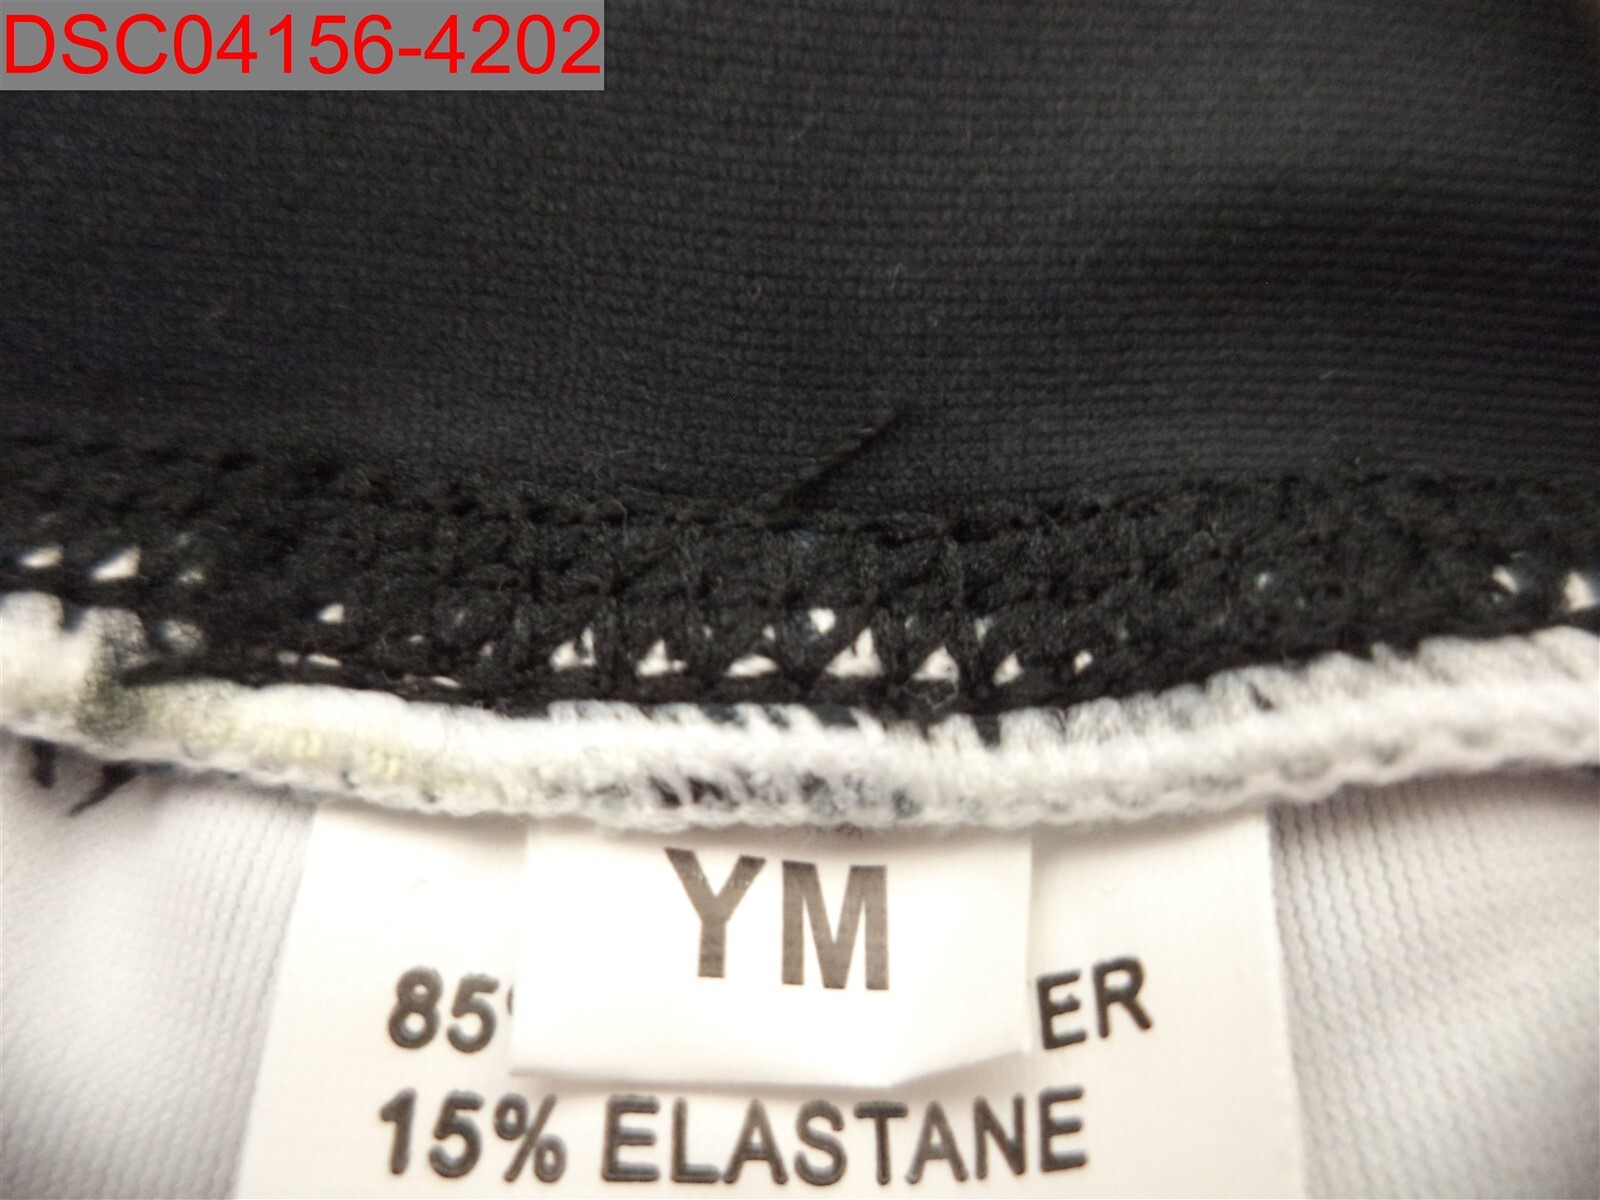 DSC04156-4202
YM
85
ER
15% ELASTANE